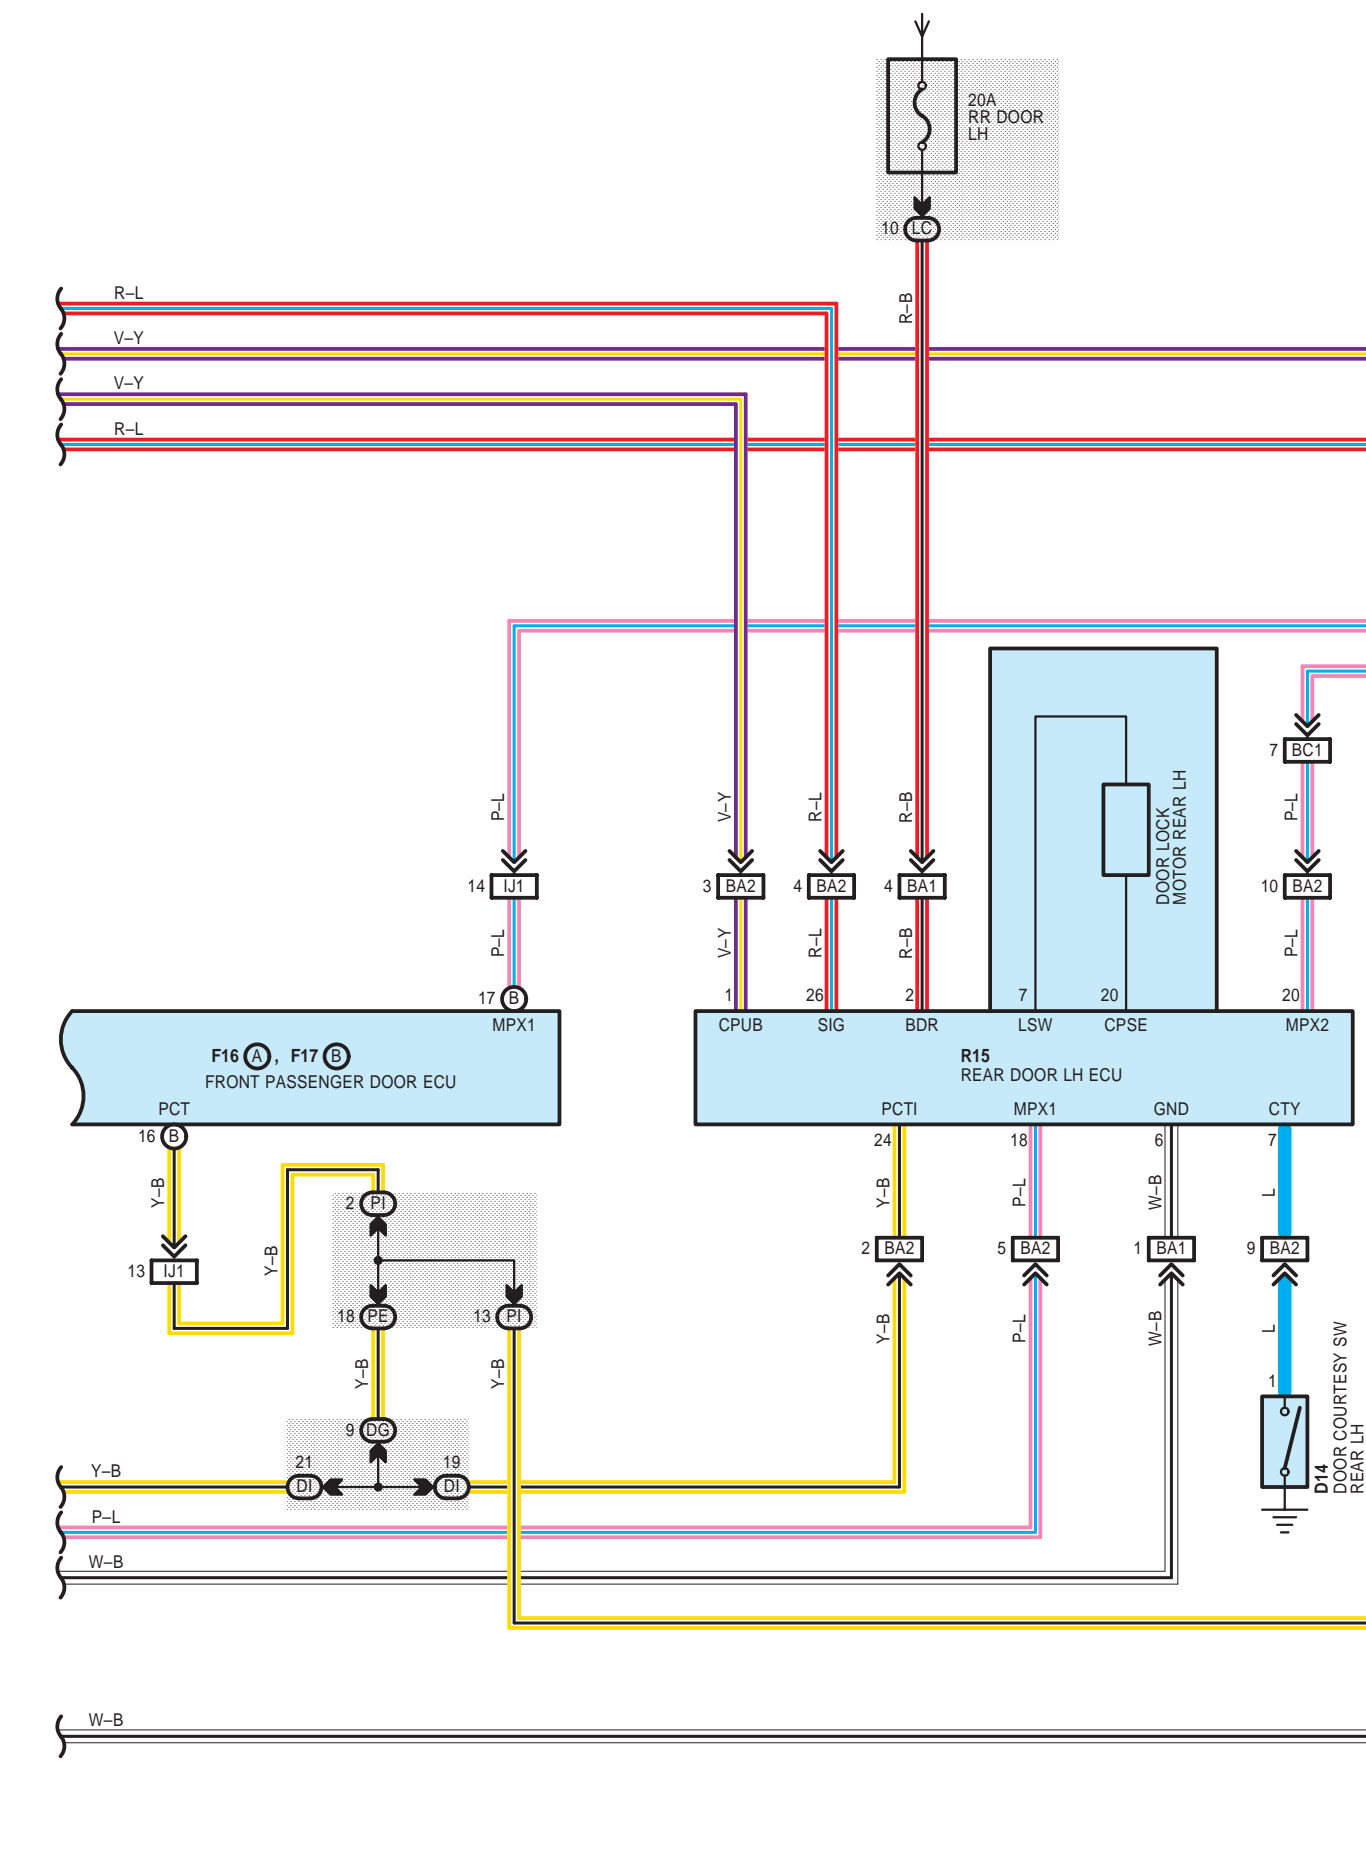 20A
RR DOOR
LH
10 LC
R–L
R–B
V–Y
V–Y
R–L
7 BC1
P–L
V–Y
R–L
R–B
DOOR LOCK
MOTOR REAR LH
P–L
14 IJ1
3 BA2
4 BA2
4 BA1
10 BA2
P–L
V–Y
R–L
R–B
P–L
17 B
1
26
2
7
20
20
MPX1
CPUB
SIG
BDR
LSW
CPSE
MPX2
F16 A , F17 B
FRONT PASSENGER DOOR ECU
R15
REAR DOOR LH ECU
PCT
PCTI
MPX1
GND
CTY
16 B
24
18
6
7
Y–B
2 PI
Y–B
P–L
W–B
L
13 IJ1
Y–B
2 BA2
5 BA2
1 BA1
9 BA2
18 PE
13 PI
Y–B
P–L
W–B
L
Y–B
Y–B
1
D14
DOOR COURTESY SW
REAR LH
9 DG
21
19
Y–B
DI
DI
P–L
W–B
W–B